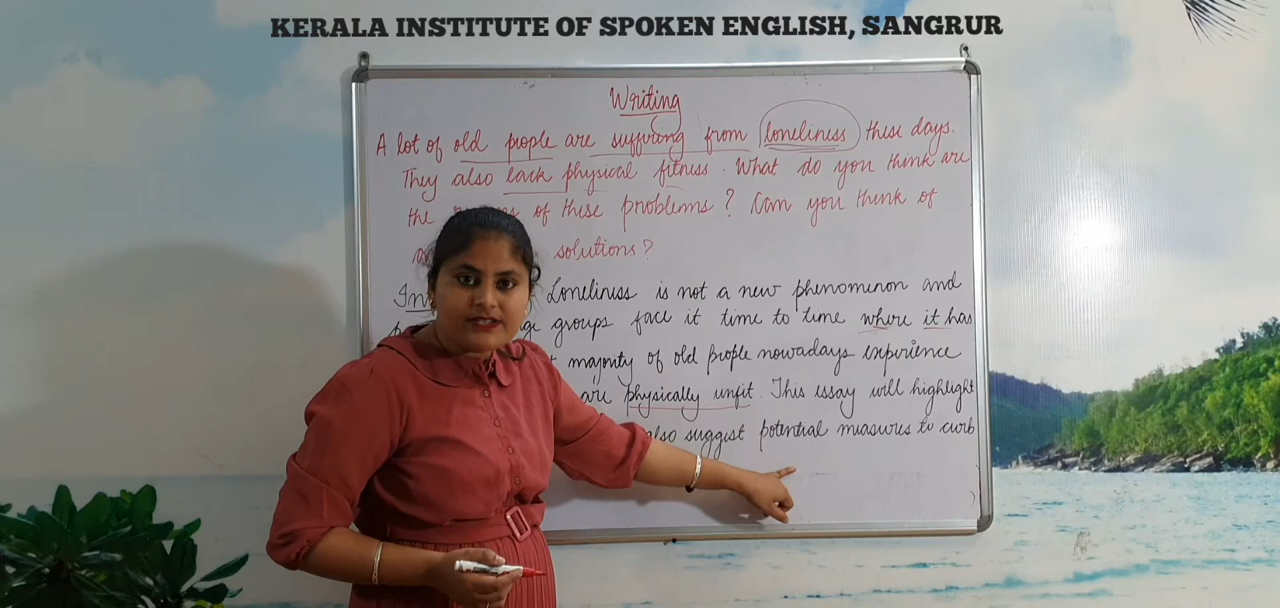 KERALA INSTITUTE OF SPOKEN ENGLISH, SANGRUR
Writing
A lot of old people are suffering from loneliness these days.
They also lack physical fitness. What do you think are
the of these problems? Can you think of
solutions?
Loneliness is not a new phenomenon and
groups face it time to time where it has
majority of old people nowadays experience
are physically unfit. This essay will highlight
also suggest potential measures to curb